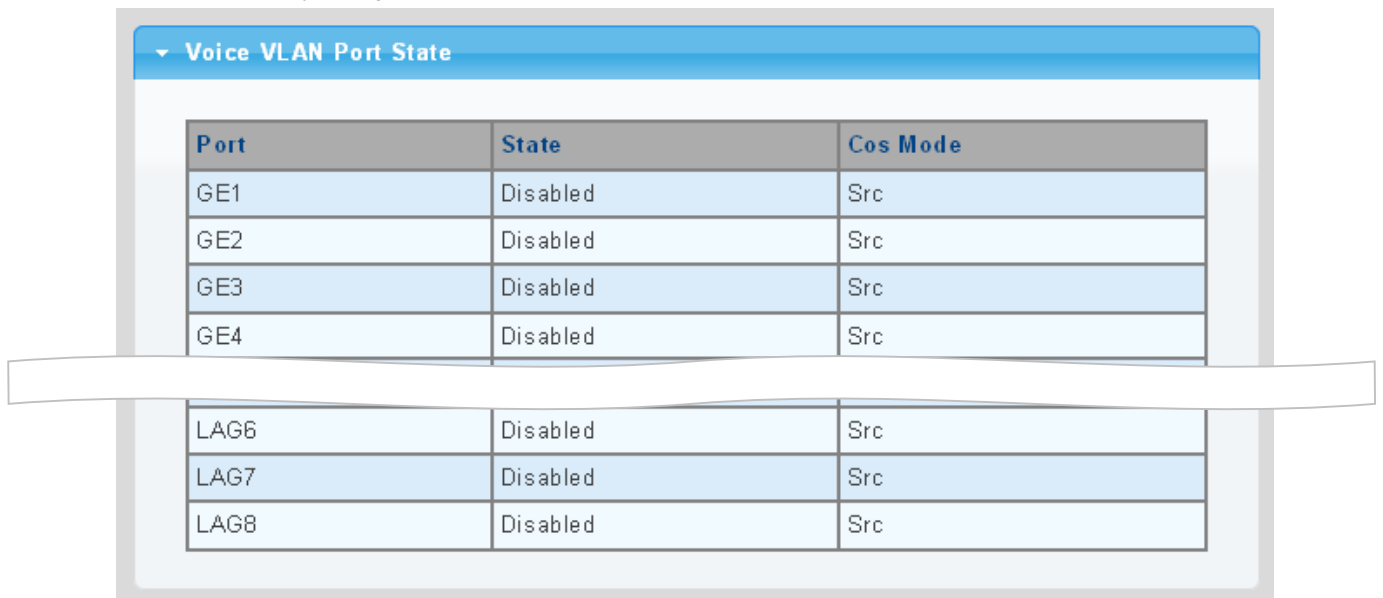 Voice VLAN Port State
Port State Cos Mode
GE1 Disabled Src
GE2 Disabled Src
GE3 Disabled Src
GE4 Disabled Src
LAG6 Disabled Src
LAG7 Disabled Src
LAG8 Disabled Src